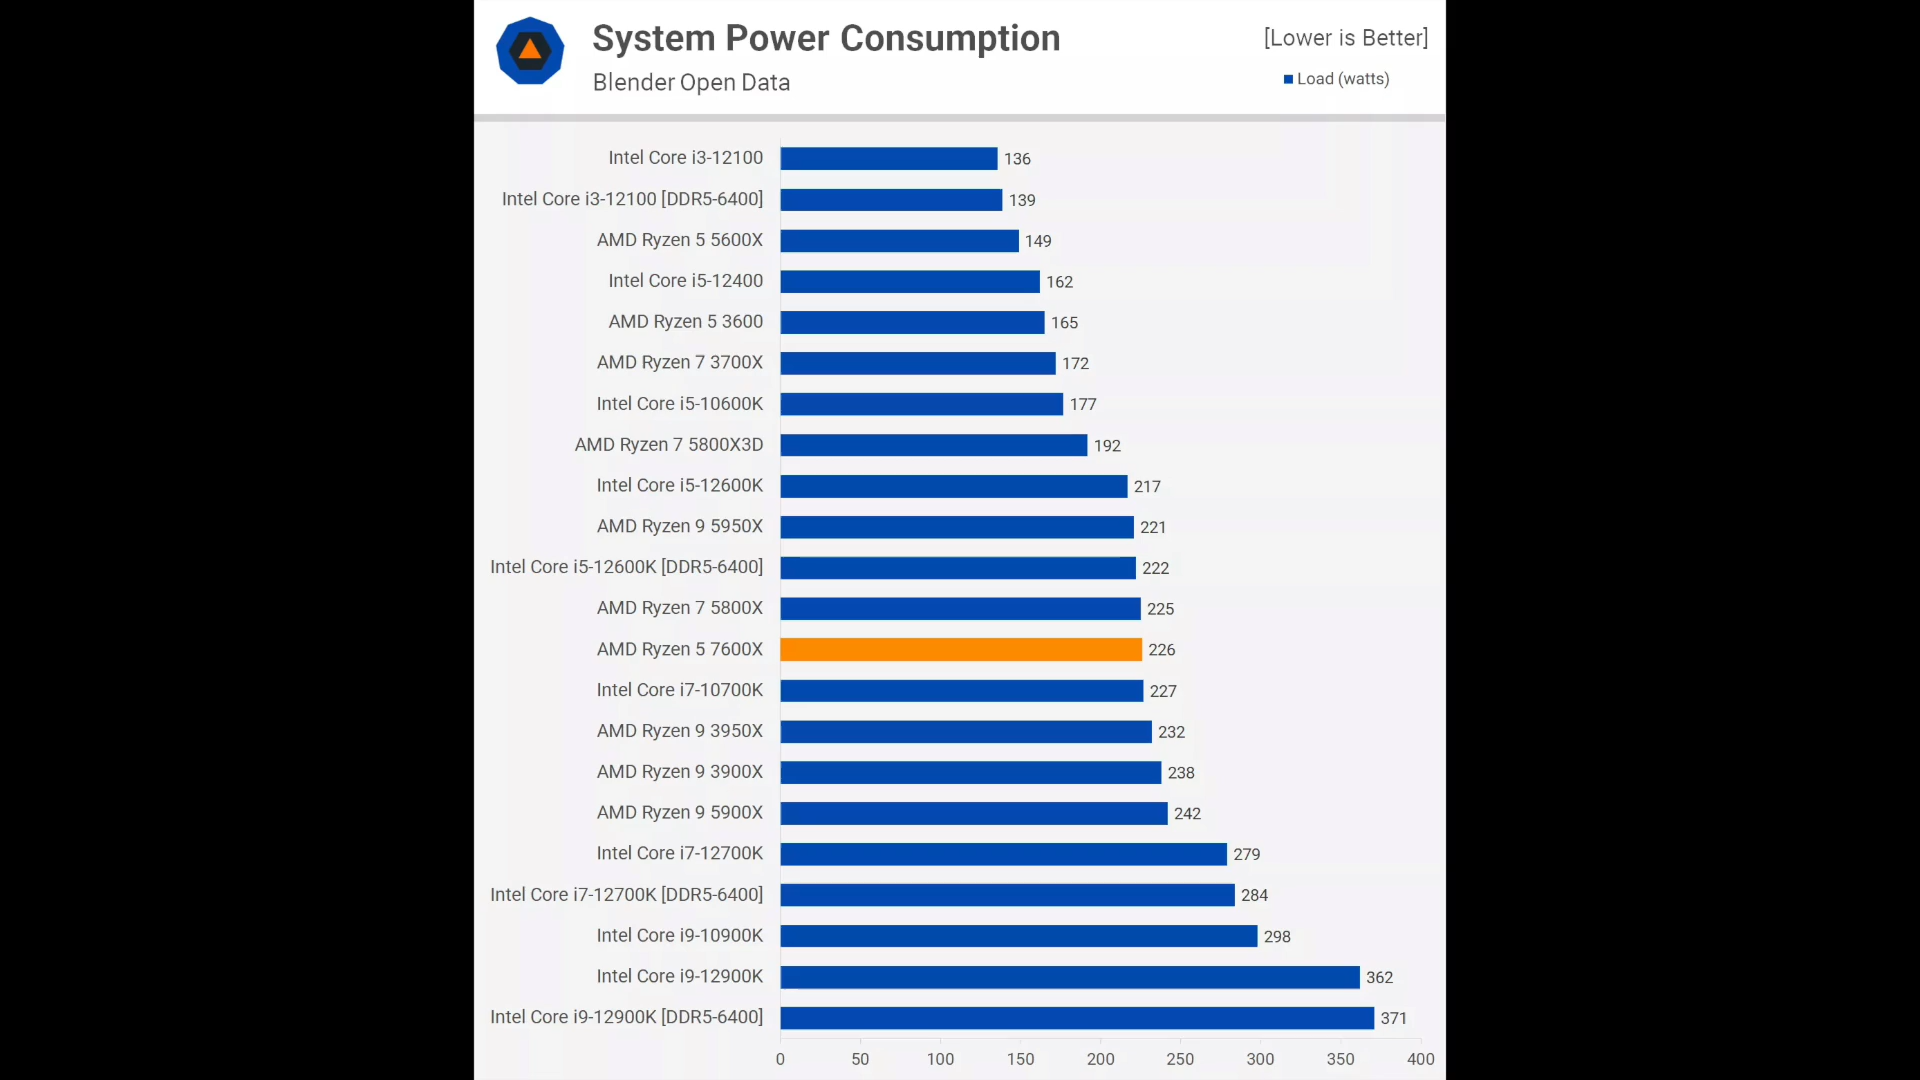 System Power Consumption
[Lower is Better]
Blender Open Data
Load (watts)
Intel Core i3-12100 136
Intel Core i3-12100 [DDR5-6400] 139
AMD Ryzen 5 5600X 149
Intel Core i5-12400 162
AMD Ryzen 5 3600 165
AMD Ryzen 7 3700X 172
Intel Core i5-10600K 177
AMD Ryzen 7 5800X3D 192
Intel Core i5-12600K 217
AMD Ryzen 9 5950X 221
Intel Core i5-12600K [DDR5-6400] 222
AMD Ryzen 7 5800X 225
AMD Ryzen 5 7600X 226
Intel Core i7-10700K 227
AMD Ryzen 9 3950X 232
AMD Ryzen 9 3900X 238
AMD Ryzen 9 5900X 242
Intel Core i7-12700K 279
Intel Core i7-12700K [DDR5-6400] 284
Intel Core i9-10900K 298
Intel Core i9-12900K 362
Intel Core i9-12900K [DDR5-6400] 371
0 50 100 150 200 250 300 350 400